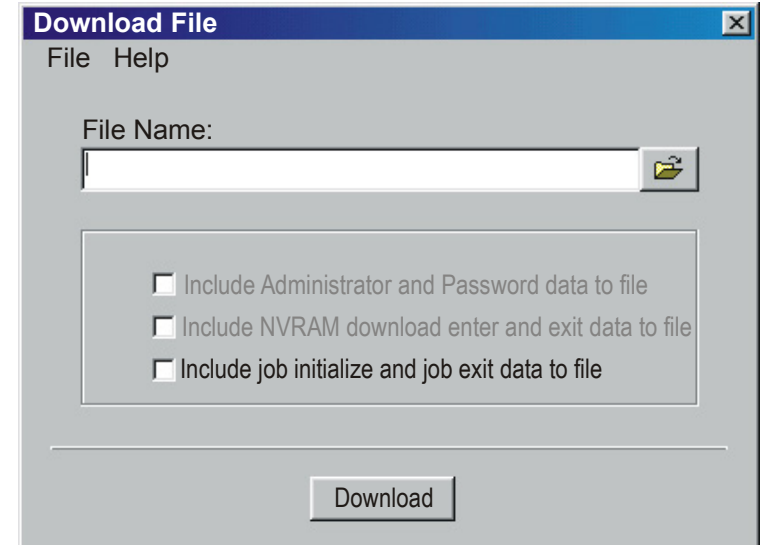 Download File
File Help
File Name:
Include Administrator and Password data to file
Include NVRAM download enter and exit data to file
Include job initialize and job exit data to file
Download